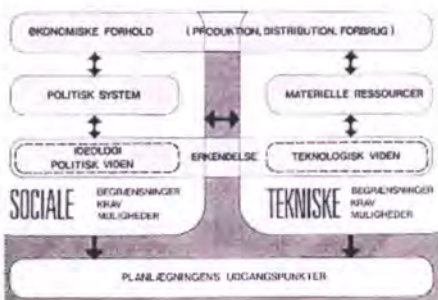 ØKONOMISKE FORHOLD (PRODUKTION, DISTRIBUTION, FORBRUG)
POLITISK SYSTEM
MATERIELLE RESSOURCER
IDEOLOGI
POLITISK VIDEN
ERKENDELSE
TEKNOLOGISK VIDEN
SOCIALE
BEGRÆNSNINGER
KRAV
MULIGHEDER
TEKNISKE
BEGRÆNSNINGER
KRAV
MULIGHEDER
PLANLÆGNINGENS UDGANGSPUNKTER